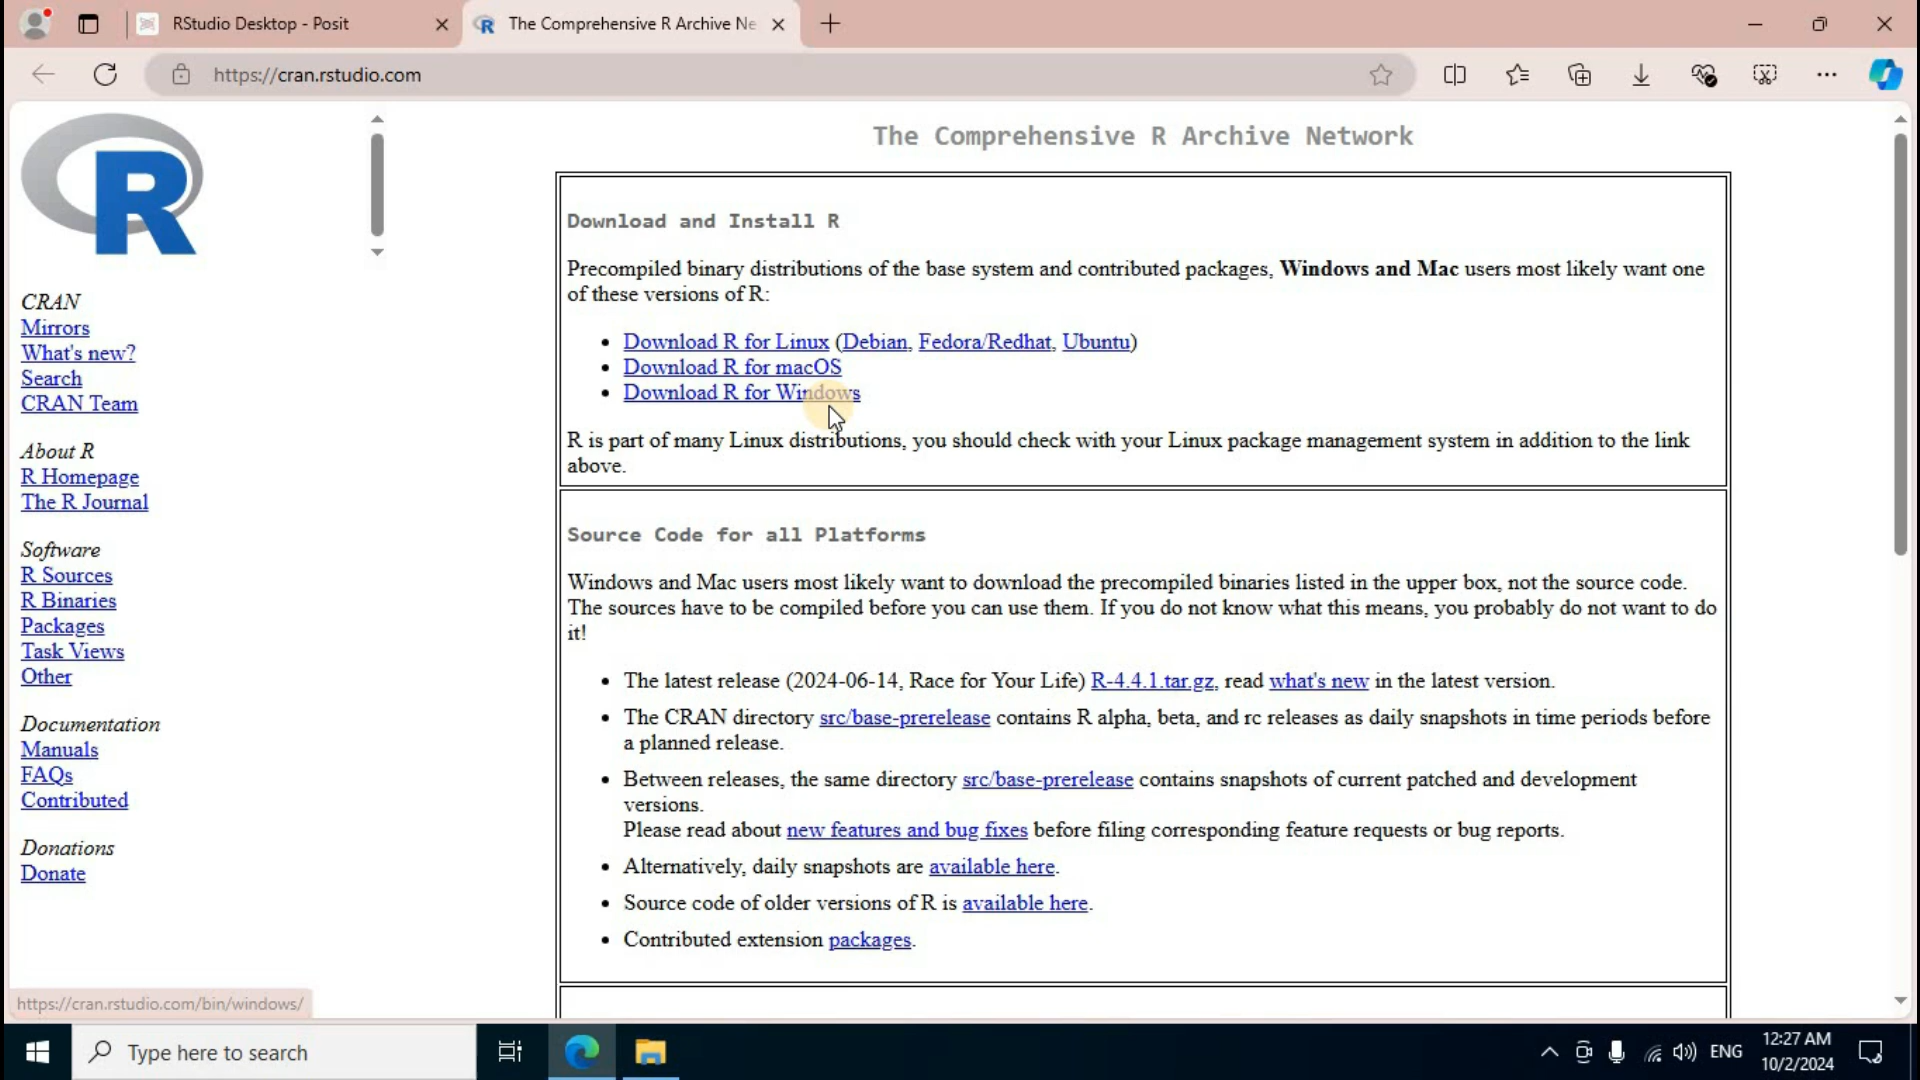 RStudio Desktop - Posit
The Comprehensive R Archive Ne
https://cran.rstudio.com
R
CRAN
Mirrors
What's new?
Search
CRAN Team
About R
R Homepage
The R Journal
Software
R Sources
R Binaries
Packages
Task Views
Other
Documentation
Manuals
FAQs
Contributed
Donations
Donate
The Comprehensive R Archive Network
Download and Install R
Precompiled binary distributions of the base system and contributed packages, Windows and Mac users most likely want one
of these versions of R:
• Download R for Linux (Debian, Fedora/Redhat, Ubuntu)
• Download R for macOS
• Download R for Windows
R is part of many Linux distributions, you should check with your Linux package management system in addition to the link
above.
Source Code for all Platforms
Windows and Mac users most likely want to download the precompiled binaries listed in the upper box, not the source code.
The sources have to be compiled before you can use them. If you do not know what this means, you probably do not want to do
it!
• The latest release (2024-06-14, Race for Your Life) R-4.4.1.tar.gz, read what's new in the latest version.
• The CRAN directory src/base-prerelease contains R alpha, beta, and rc releases as daily snapshots in time periods before
a planned release.
• Between releases, the same directory src/base-prerelease contains snapshots of current patched and development
versions.
Please read about new features and bug fixes before filing corresponding feature requests or bug reports.
• Alternatively, daily snapshots are available here.
• Source code of older versions of R is available here.
• Contributed extension packages.
https://cran.rstudio.com/bin/windows/
Type here to search
ENG
12:27 AM
10/2/2024